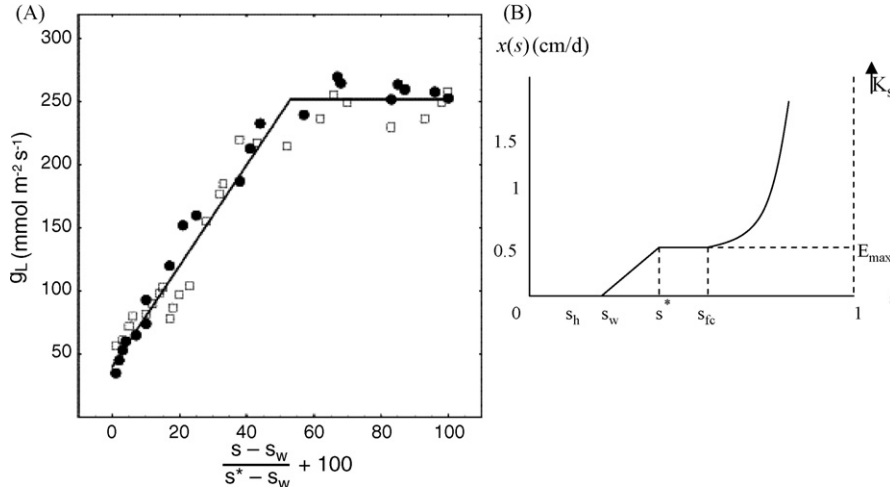 (A)
300
250
200
150
100
50
g_L (mmol m⁻² s⁻¹)
0 20 40 60 80 100
s – s_w
s* – s_w
+ 100
(B)
x(s) (cm/d)
K_s
1.5
1
0.5
E_max
0 s_h s_w s* s_fc 1